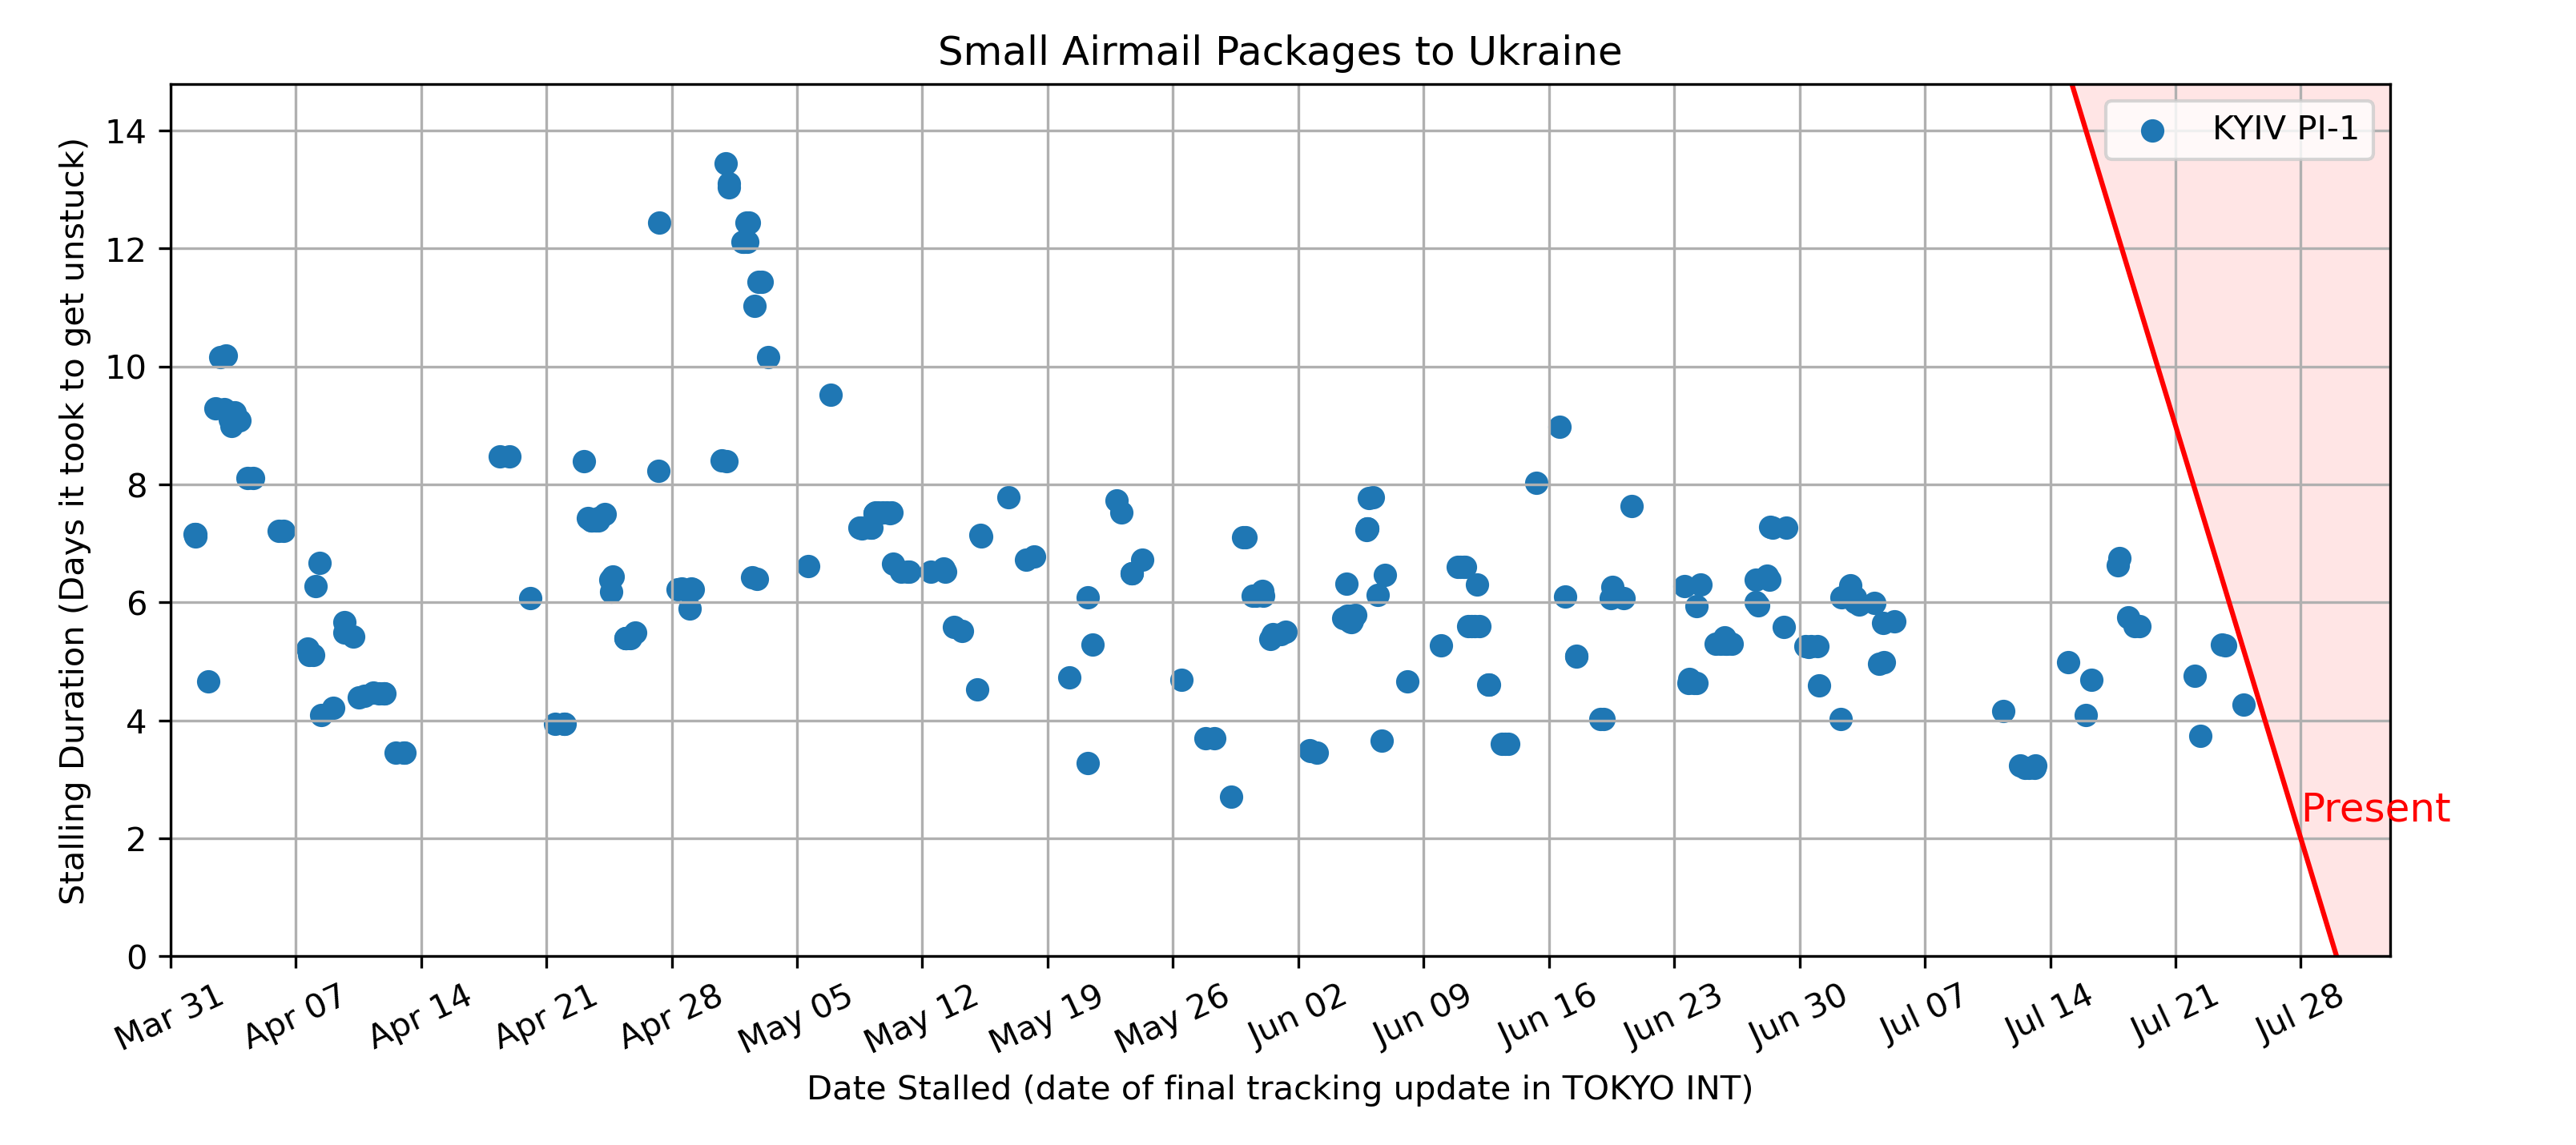 Small Airmail Packages to Ukraine
Stalling Duration (Days it took to get unstuck)
14
12
10
8
6
4
2
0
KYIV PI-1
Present
Mar 31
Apr 07
Apr 14
Apr 21
Apr 28
May 05
May 12
May 19
May 26
Jun 02
Jun 09
Jun 16
Jun 23
Jun 30
Jul 07
Jul 14
Jul 21
Jul 28
Date Stalled (date of final tracking update in TOKYO INT)